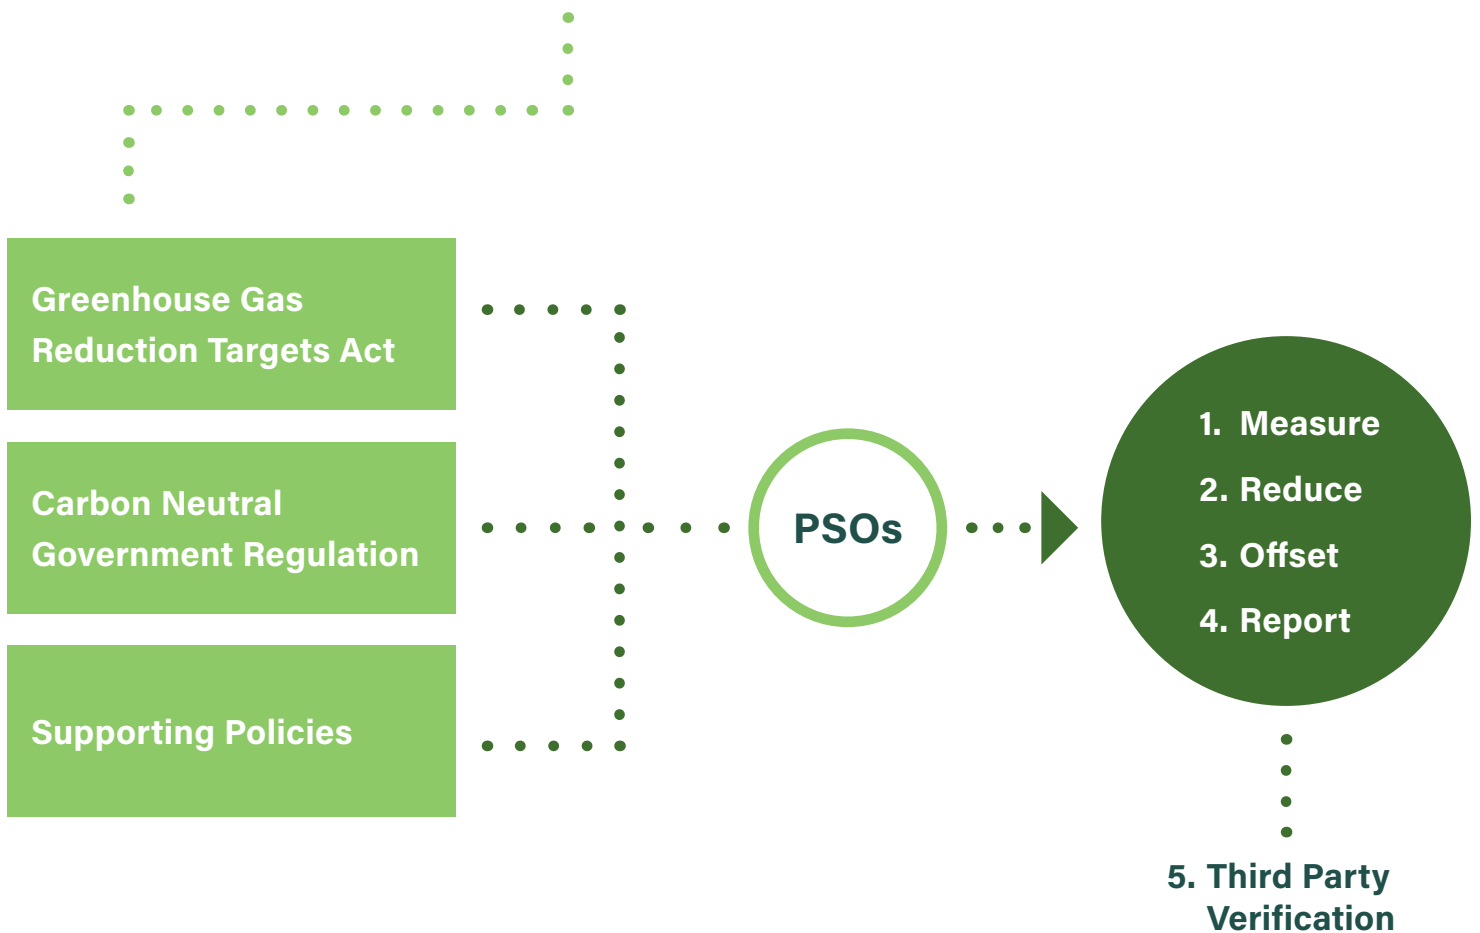 Greenhouse Gas
Reduction Targets Act
Carbon Neutral
Government Regulation
Supporting Policies
PSOs
1. Measure
2. Reduce
3. Offset
4. Report
5. Third Party
Verification